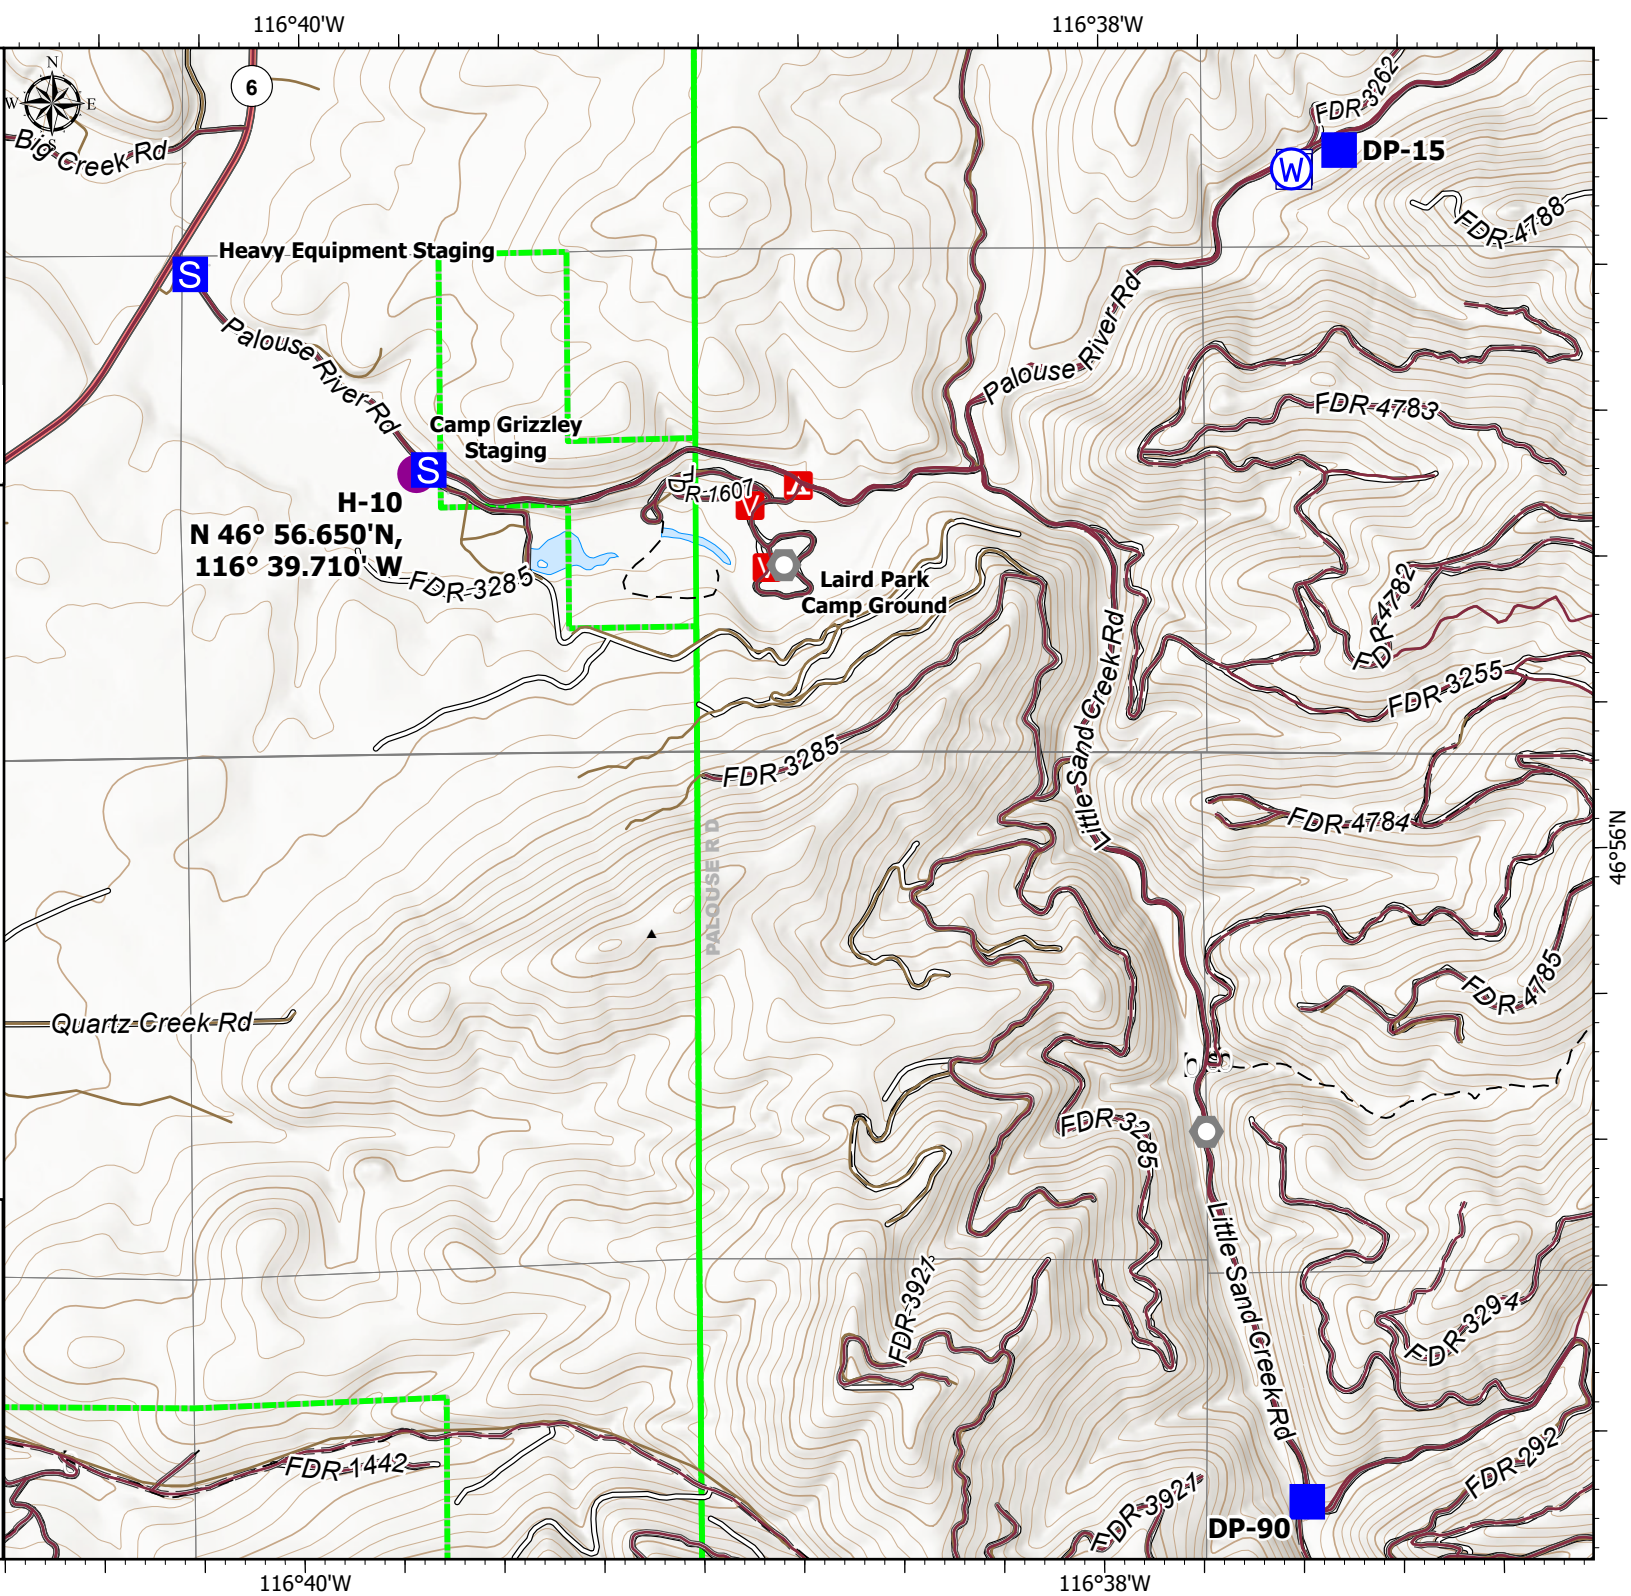 116°40'W
116°38'W
N
W
E
S
6
Big Creek Rd
FDR 3262
DP-15
W
FDR 4788
Heavy Equipment Staging
S
Palouse River Rd
Palouse River Rd
FDR 4783
Camp Grizzley
Staging
S
FDR 1607
H-10
N 46° 56.650'N,
116° 39.710' W
FDR 3285
Laird Park
Camp Ground
FDR 4782
Little Sand Creek Rd
FDR 3255
FDR 3285
FDR 4784
46°56'N
PALOUSE RD
FDR 4785
Quartz Creek Rd
FDR 3285
Little Sand Creek Rd
FDR 3921
FDR 3294
FDR 1442
FDR 292
FDR 3921
DP-90
116°40'W
116°38'W